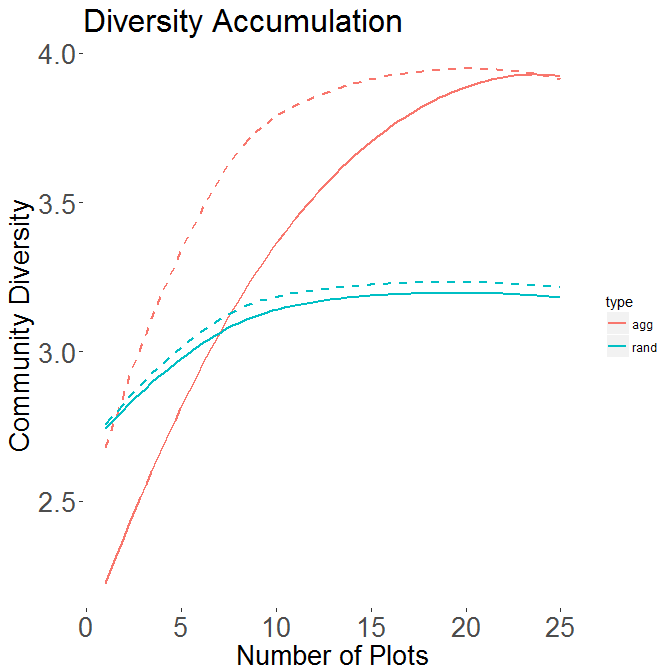 Diversity Accumulation
Community Diversity
4.0
3.5
3.0
2.5
0 5 10 15 20 25
Number of Plots
type
agg
rand